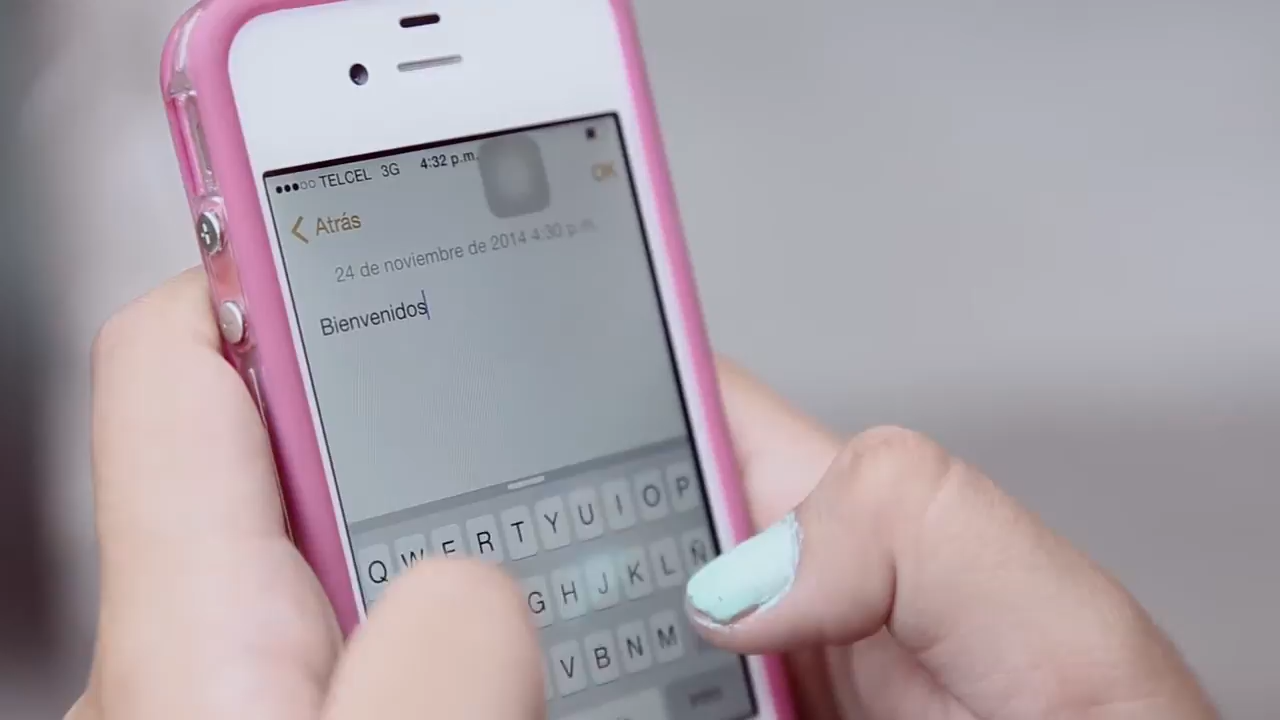 TELCEL 3G 4:32 p.m.
Atrás
OK
24 de noviembre de 2014 4:30 p.m.
Bienvenidos
Q W E R T Y U I O P
G H J K L Ñ
V B N M